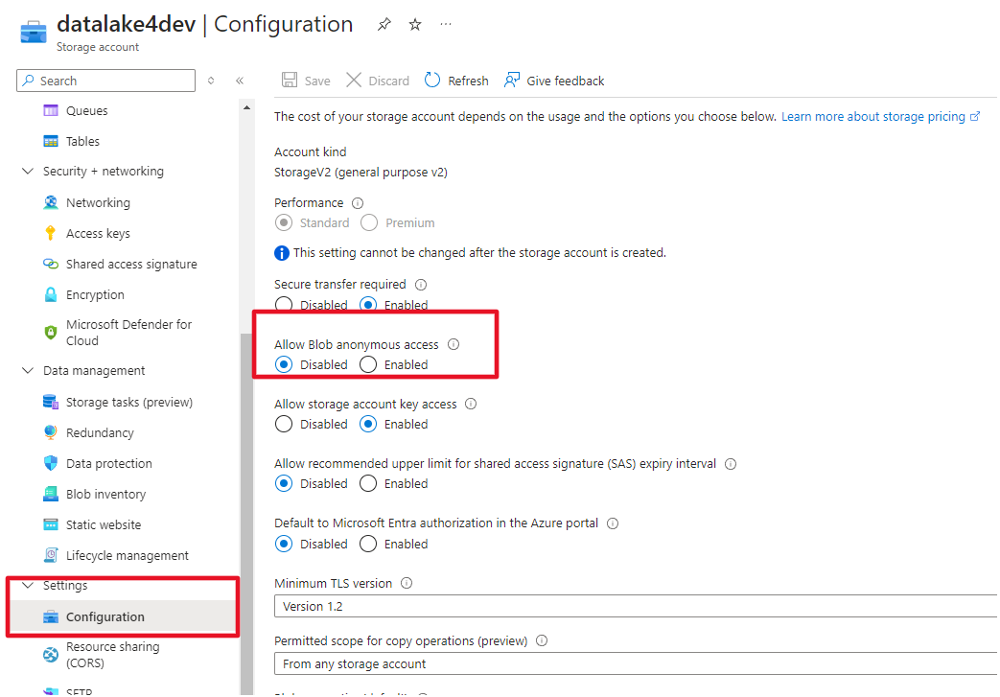 datalake4dev | Configuration
Storage account
Search
Save
Discard
Refresh
Give feedback
Queues
Tables
Security + networking
Networking
Access keys
Shared access signature
Encryption
Microsoft Defender for
Cloud
Data management
Storage tasks (preview)
Redundancy
Data protection
Blob inventory
Static website
Lifecycle management
Settings
Configuration
Resource sharing
(CORS)
SFTP
The cost of your storage account depends on the usage and the options you choose below. Learn more about storage pricing
Account kind
StorageV2 (general purpose v2)
Performance
Standard Premium
This setting cannot be changed after the storage account is created.
Secure transfer required
Disabled Enabled
Allow Blob anonymous access
Disabled Enabled
Allow storage account key access
Disabled Enabled
Allow recommended upper limit for shared access signature (SAS) expiry interval
Disabled Enabled
Default to Microsoft Entra authorization in the Azure portal
Disabled Enabled
Minimum TLS version
Version 1.2
Permitted scope for copy operations (preview)
From any storage account